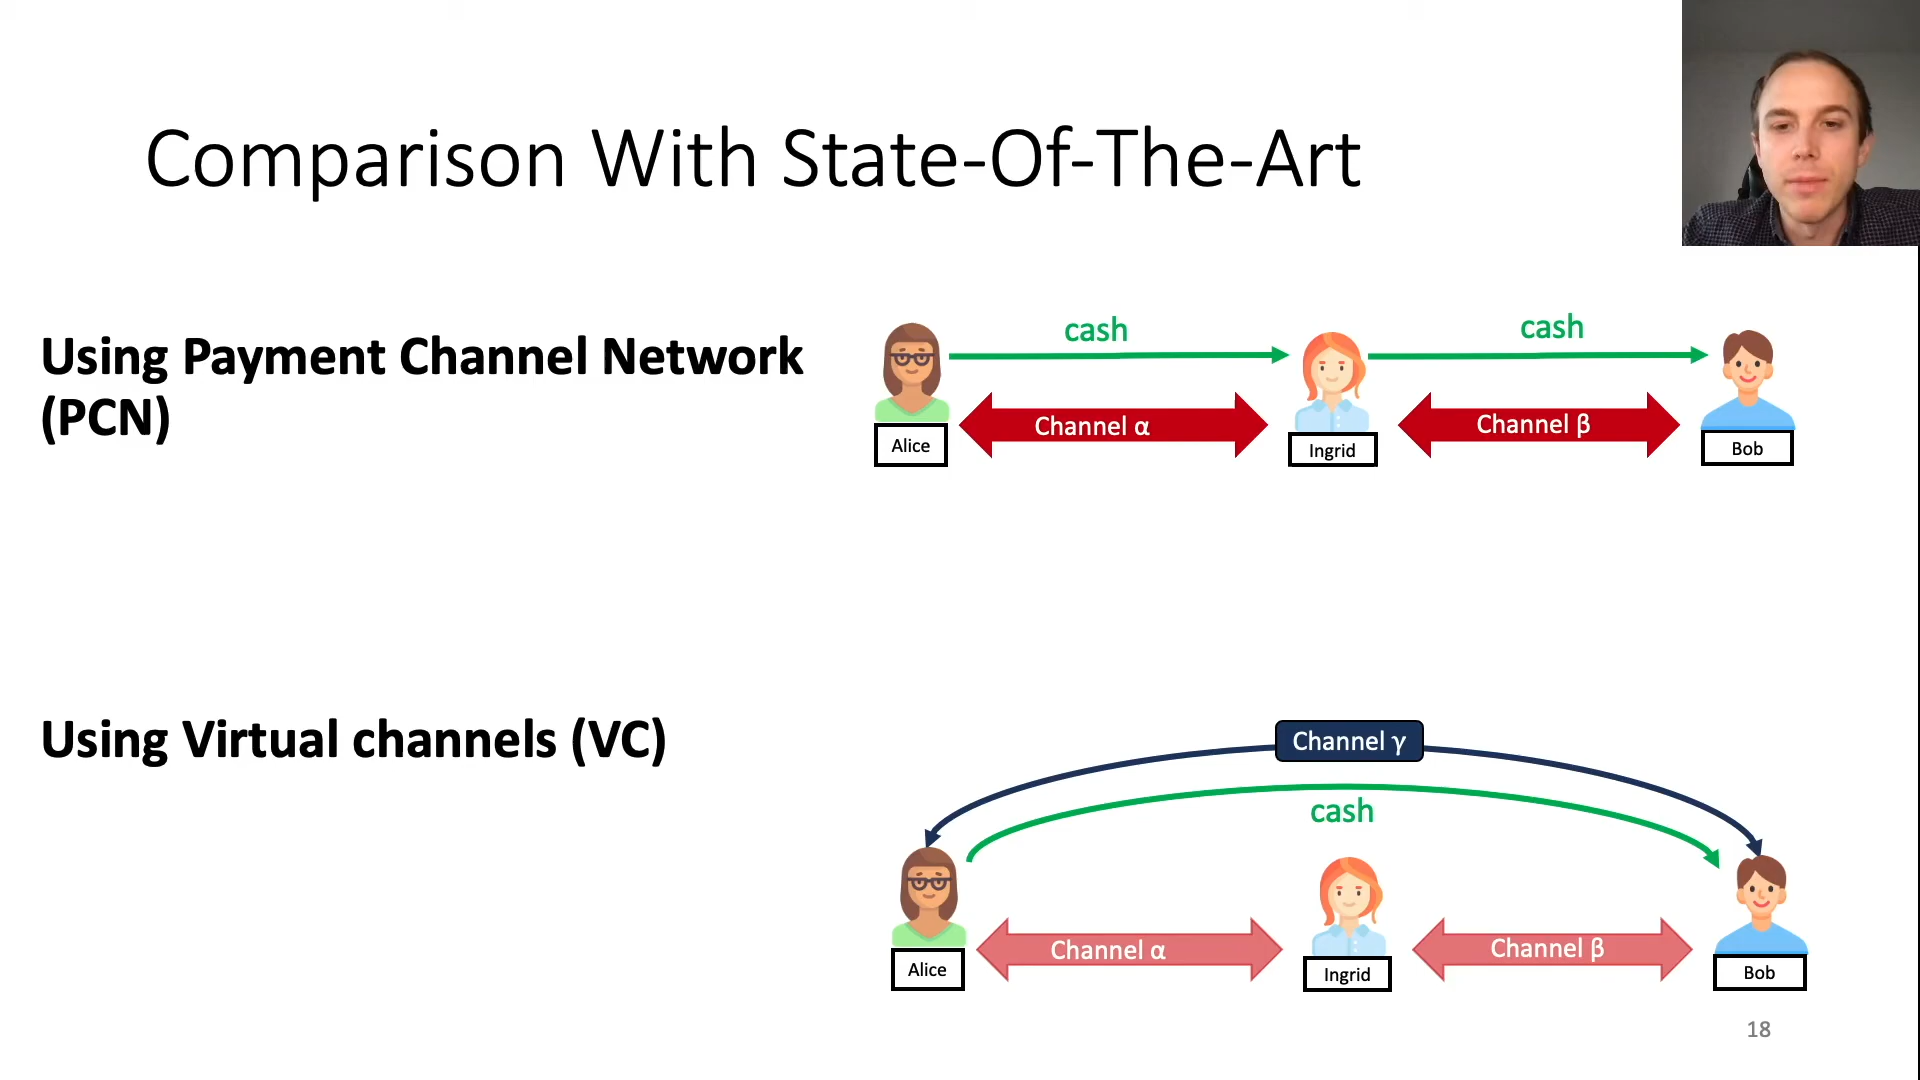 Comparison With State-Of-The-Art
Using Payment Channel Network
(PCN)
cash
cash
Channel α
Channel β
Alice
Ingrid
Bob
Using Virtual channels (VC)
Channel γ
cash
Channel α
Channel β
Alice
Ingrid
Bob
18